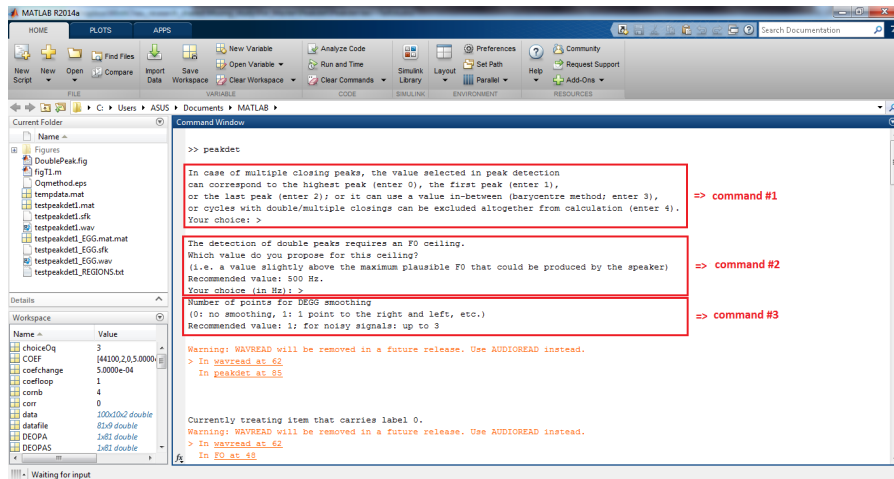 MATLAB R2014a
HOME PLOTS APPS
Search Documentation
New Script
New
Open
Find Files
Compare
Import Data
Save Workspace
New Variable
Open Variable
Clear Workspace
Analyze Code
Run and Time
Clear Commands
Simulink Library
Layout
Preferences
Set Path
Parallel
Help
Community
Request Support
Add-Ons
FILE VARIABLE CODE SIMULINK ENVIRONMENT RESOURCES
C: Users ASUS Documents MATLAB
Current Folder
Name
Figures
DoublePeak.fig
figT1.m
Oqmethod.eps
tempdata.mat
testpeakdet1.mat
testpeakdet1.sfk
testpeakdet1.wav
testpeakdet1_EGG.mat.mat
testpeakdet1_EGG.sfk
testpeakdet1_EGG.wav
testpeakdet1_REGIONS.txt
Details
Workspace
Name Value
choiceOq 3
COEF [44100,2,0,5.0000
coefchange 5.0000e-04
coefloop 1
cornb 4
corr 0
data 100x10x2 double
datafile 81x9 double
DEOPA 1x81 double
DEOPAS 1x81 double
Waiting for input
Command Window
>> peakdet
In case of multiple closing peaks, the value selected in peak detection
can correspond to the highest peak (enter 0), the first peak (enter 1),
or the last peak (enter 2); or it can use a value in-between (barycentre method; enter 3),
or cycles with double/multiple closings can be excluded altogether from calculation (enter 4).
Your choice: >
=> command #1
The detection of double peaks requires an F0 ceiling.
Which value do you propose for this ceiling?
(i.e. a value slightly above the maximum plausible F0 that could be produced by the speaker)
Recommended value: 500 Hz.
Your choice (in Hz): >
=> command #2
Number of points for DEGG smoothing
(0: no smoothing, 1: 1 point to the right and left, etc.)
Recommended value: 1; for noisy signals: up to 3
=> command #3
Warning: WAVREAD will be removed in a future release. Use AUDIOREAD instead.
> In wavread at 62
In peakdet at 85
Currently treating item that carries label 0.
Warning: WAVREAD will be removed in a future release. Use AUDIOREAD instead.
> In wavread at 62
In FO at 48
fx